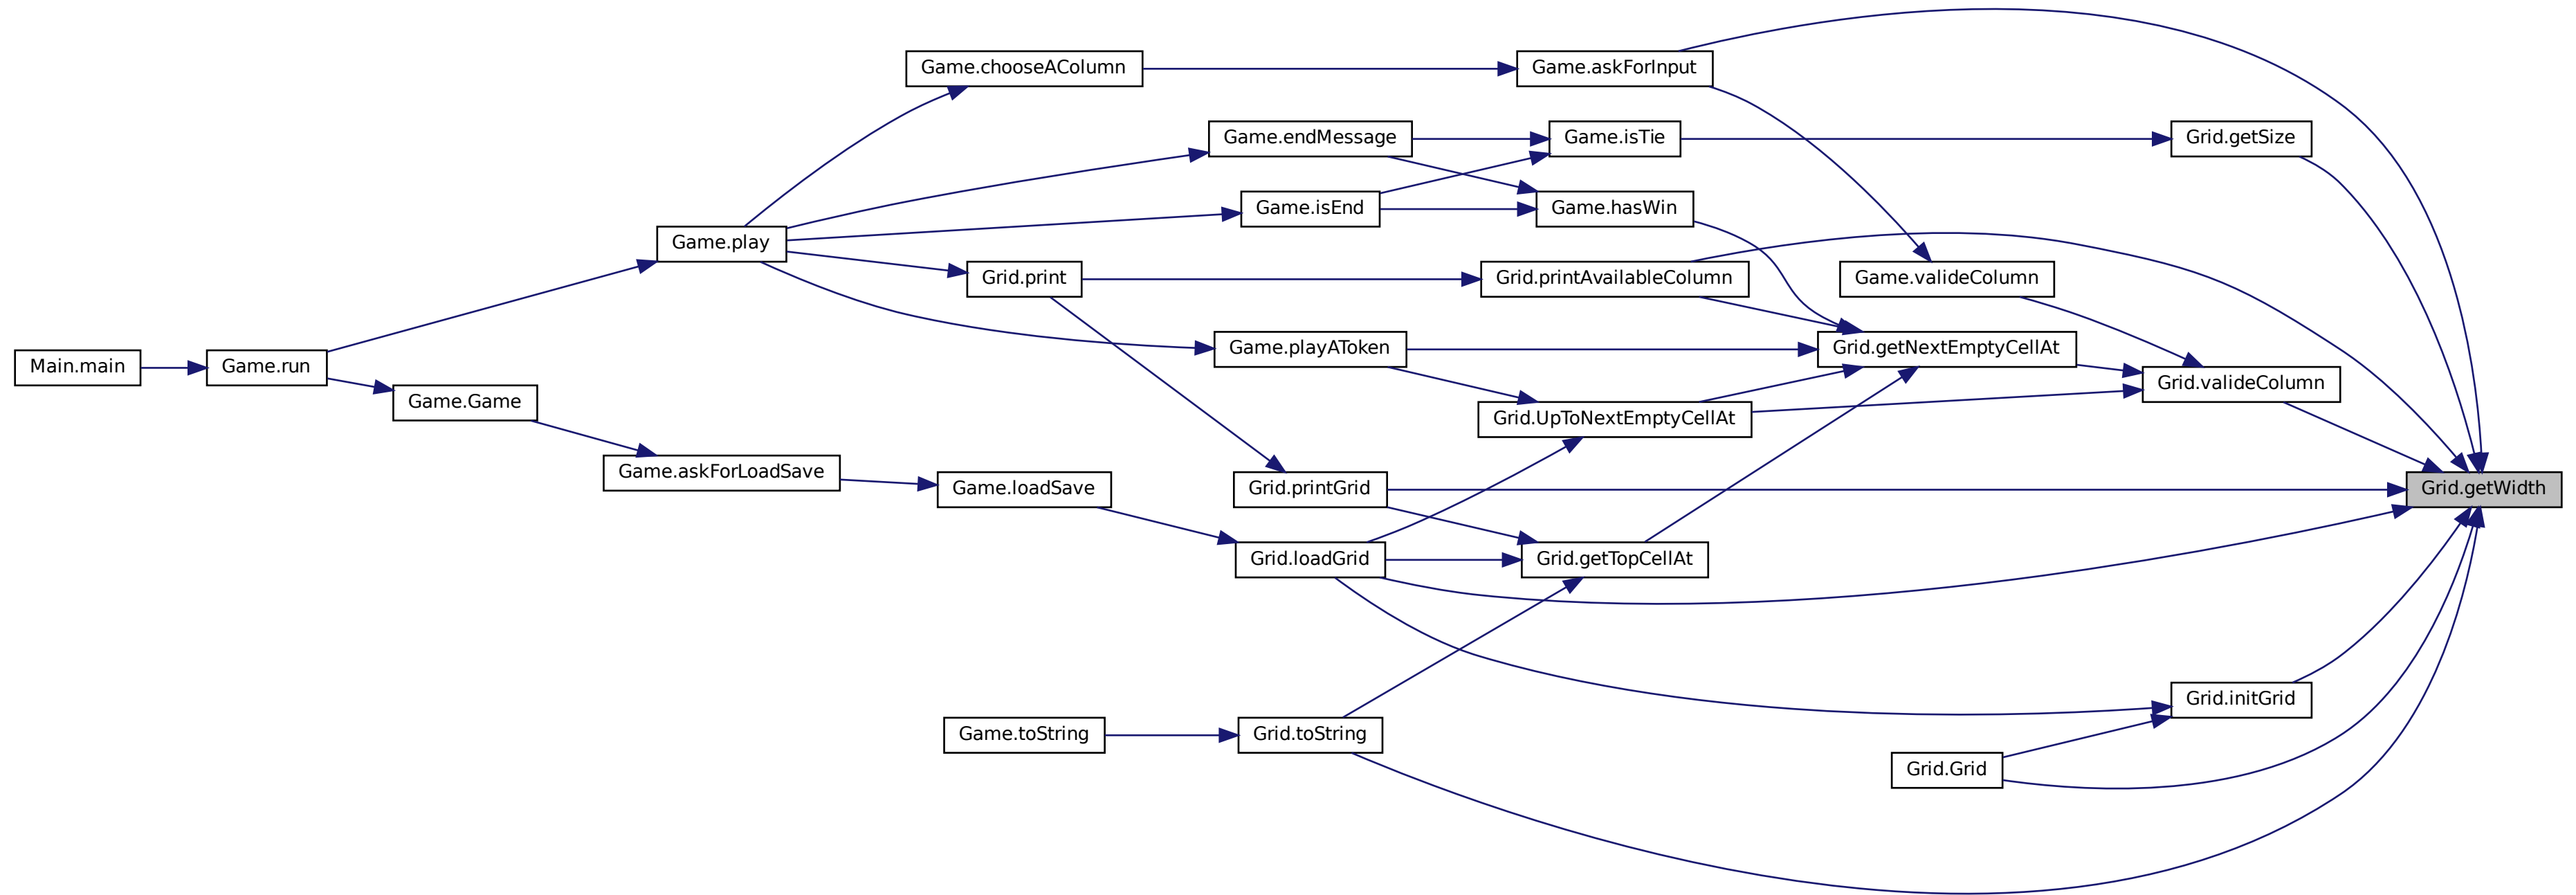 Game.chooseAColumn
Game.askForInput
Game.endMessage
Game.isTie
Grid.getSize
Game.isEnd
Game.hasWin
Game.play
Grid.print
Grid.printAvailableColumn
Game.valideColumn
Game.playAToken
Grid.getNextEmptyCellAt
Main.main
Game.run
Grid.valideColumn
Game.Game
Grid.UpToNextEmptyCellAt
Game.askForLoadSave
Game.loadSave
Grid.printGrid
Grid.getWidth
Grid.loadGrid
Grid.getTopCellAt
Grid.initGrid
Game.toString
Grid.toString
Grid.Grid